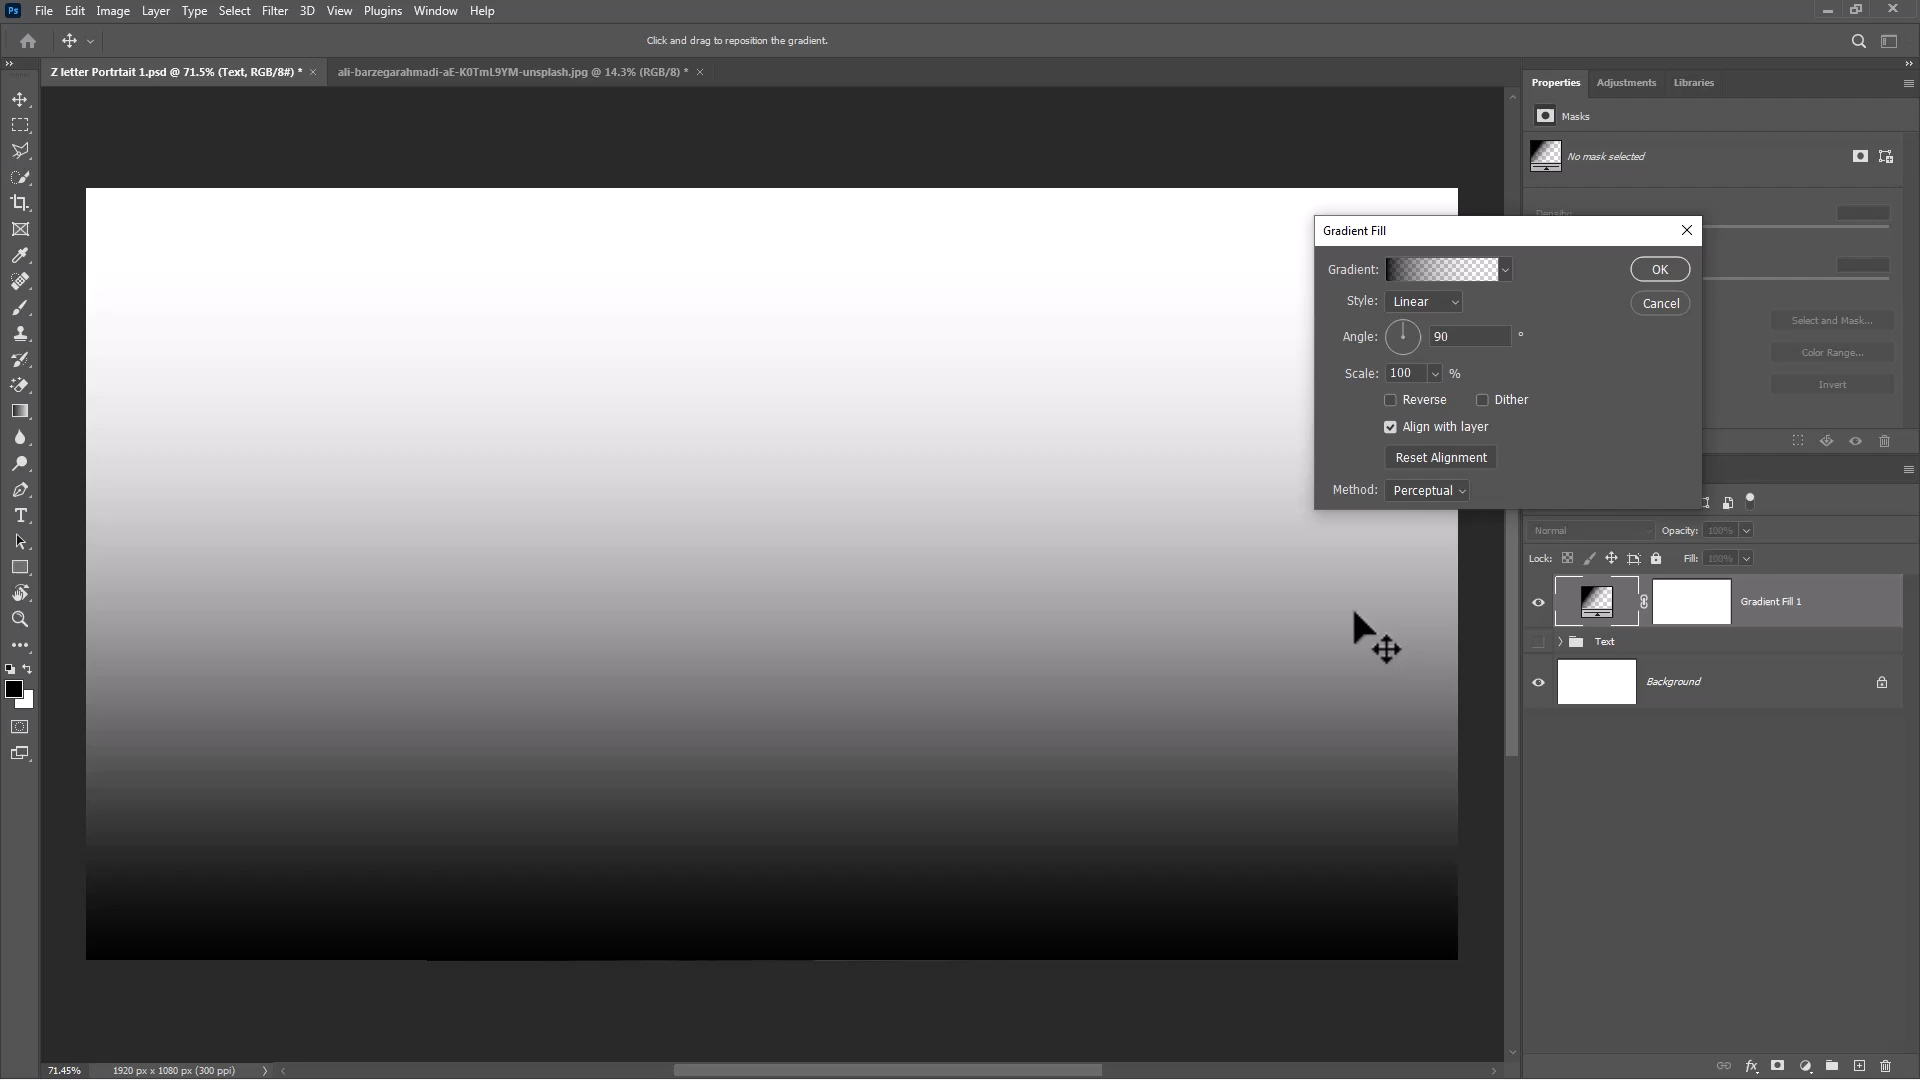 Ps File Edit Image Layer Type Select Filter 3D View Plugins Window Help
Click and drag to reposition the gradient.
Z letter Portrtait 1.psd @ 71.5% (Text, RGB/8#) * ali-barzegarahmadi-aE-K0TmL9YM-unsplash.jpg @ 14.3% (RGB/8) *
Properties Adjustments Libraries
Masks
No mask selected
Density:
Gradient Fill
Gradient:
OK
Style: Linear
Cancel
Angle: 90 °
Scale: 100 %
Reverse Dither
Align with layer
Reset Alignment
Method: Perceptual
Select and Mask...
Color Range...
Invert
Normal Opacity: 100%
Lock: Fill: 100%
Gradient Fill 1
Text
Background
71.45% 1920 px x 1080 px (300 ppi)